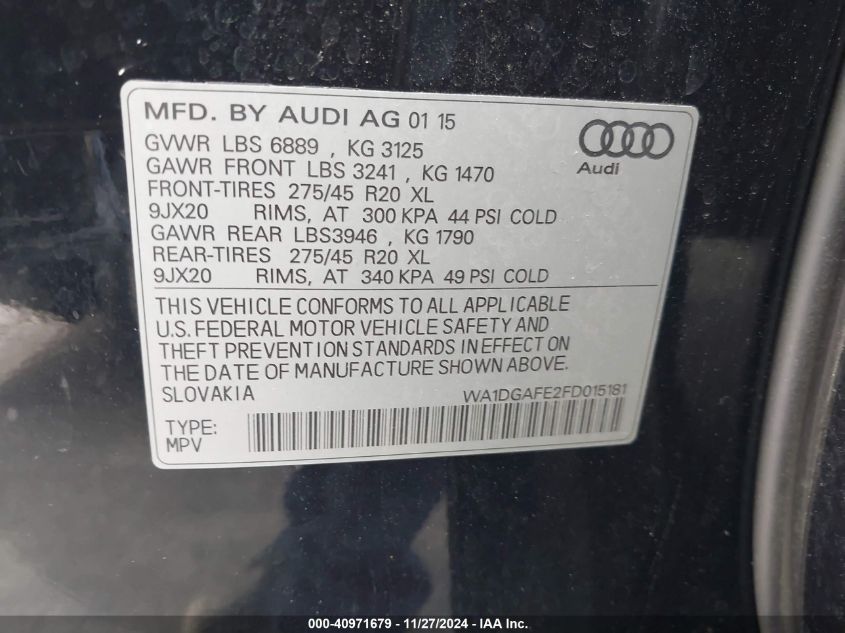 MFD. BY AUDI AG 01 15
GVWR LBS 6889 , KG 3125
GAWR FRONT LBS 3241 , KG 1470
FRONT-TIRES 275/45 R20 XL
9JX20 RIMS, AT 300 KPA 44 PSI COLD
GAWR REAR LBS3946 , KG 1790
REAR-TIRES 275/45 R20 XL
9JX20 RIMS, AT 340 KPA 49 PSI COLD
Audi
THIS VEHICLE CONFORMS TO ALL APPLICABLE
U.S. FEDERAL MOTOR VEHICLE SAFETY AND
THEFT PREVENTION STANDARDS IN EFFECT ON
THE DATE OF MANUFACTURE SHOWN ABOVE.
SLOVAKIA WA1DGAFE2FD015181
TYPE:
MPV
000-40971679 - 11/27/2024 - IAA Inc.